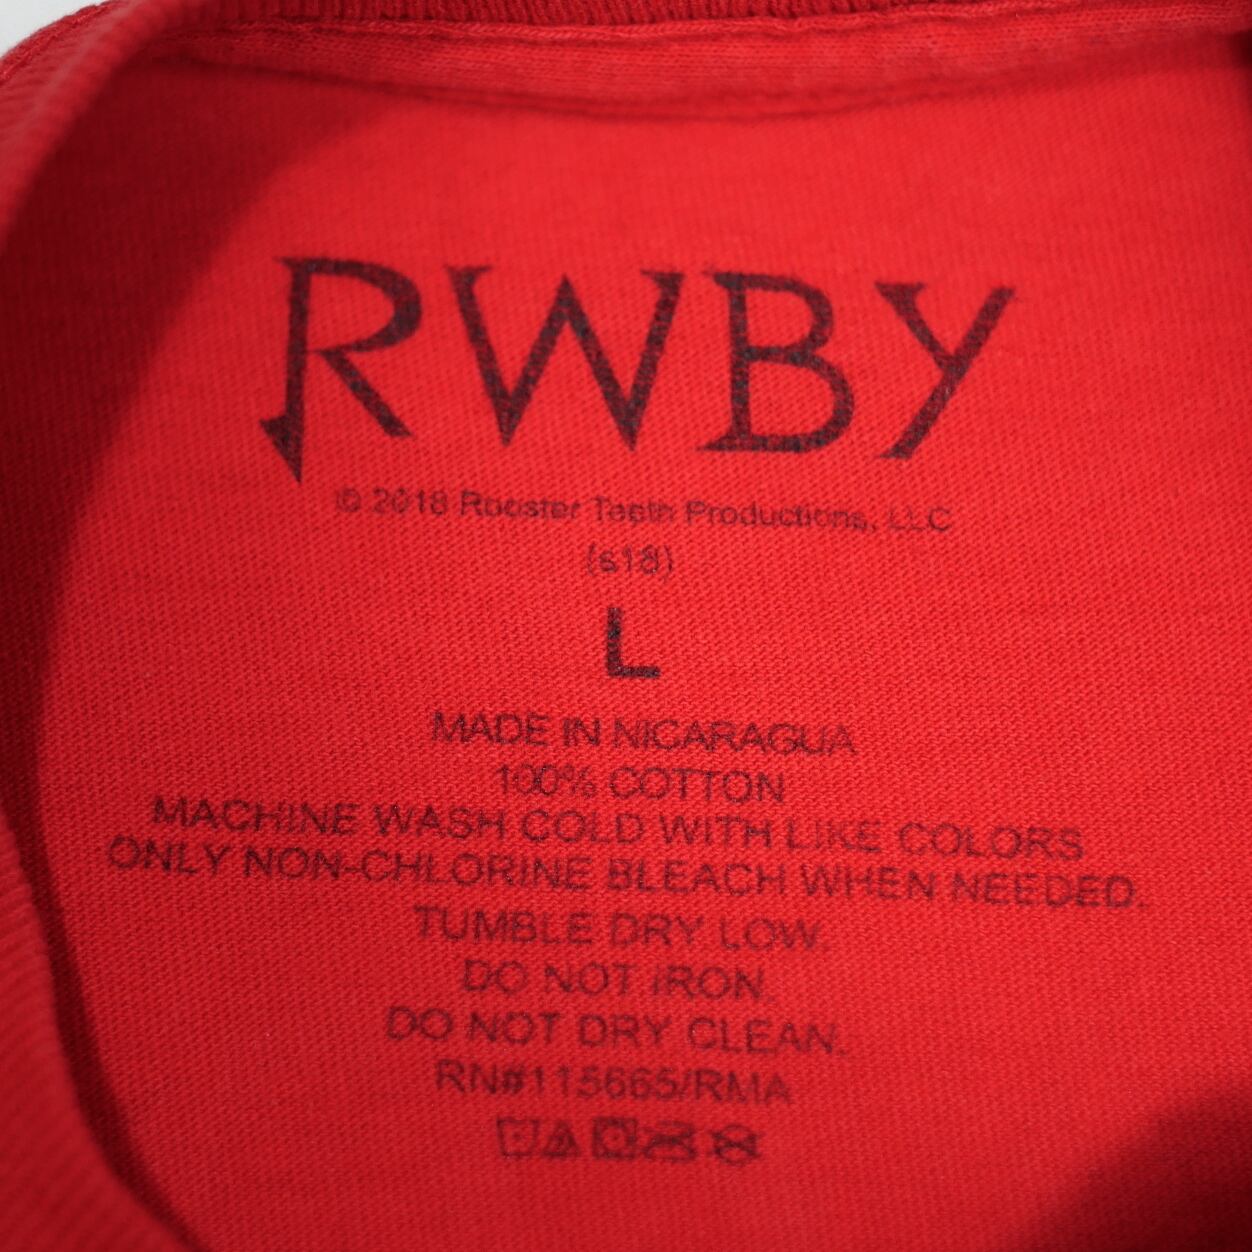 RWBY
© 2018 Rooster Teeth Productions, LLC
(s18)
L
MADE IN NICARAGUA
100% COTTON
MACHINE WASH COLD WITH LIKE COLORS
ONLY NON-CHLORINE BLEACH WHEN NEEDED.
TUMBLE DRY LOW.
DO NOT IRON.
DO NOT DRY CLEAN.
RN#115665/RMA